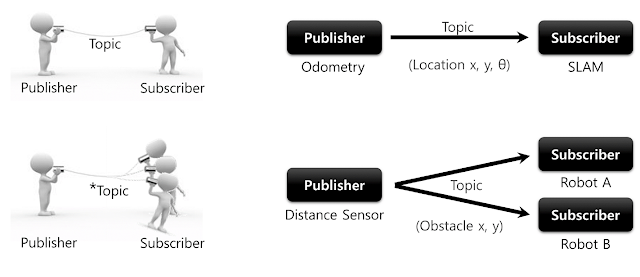 Topic
Publisher
Subscriber
Publisher
Topic
Subscriber
Odometry
(Location x, y, θ)
SLAM
*Topic
Publisher
Subscriber
Publisher
Distance Sensor
Topic
(Obstacle x, y)
Subscriber
Robot A
Subscriber
Robot B